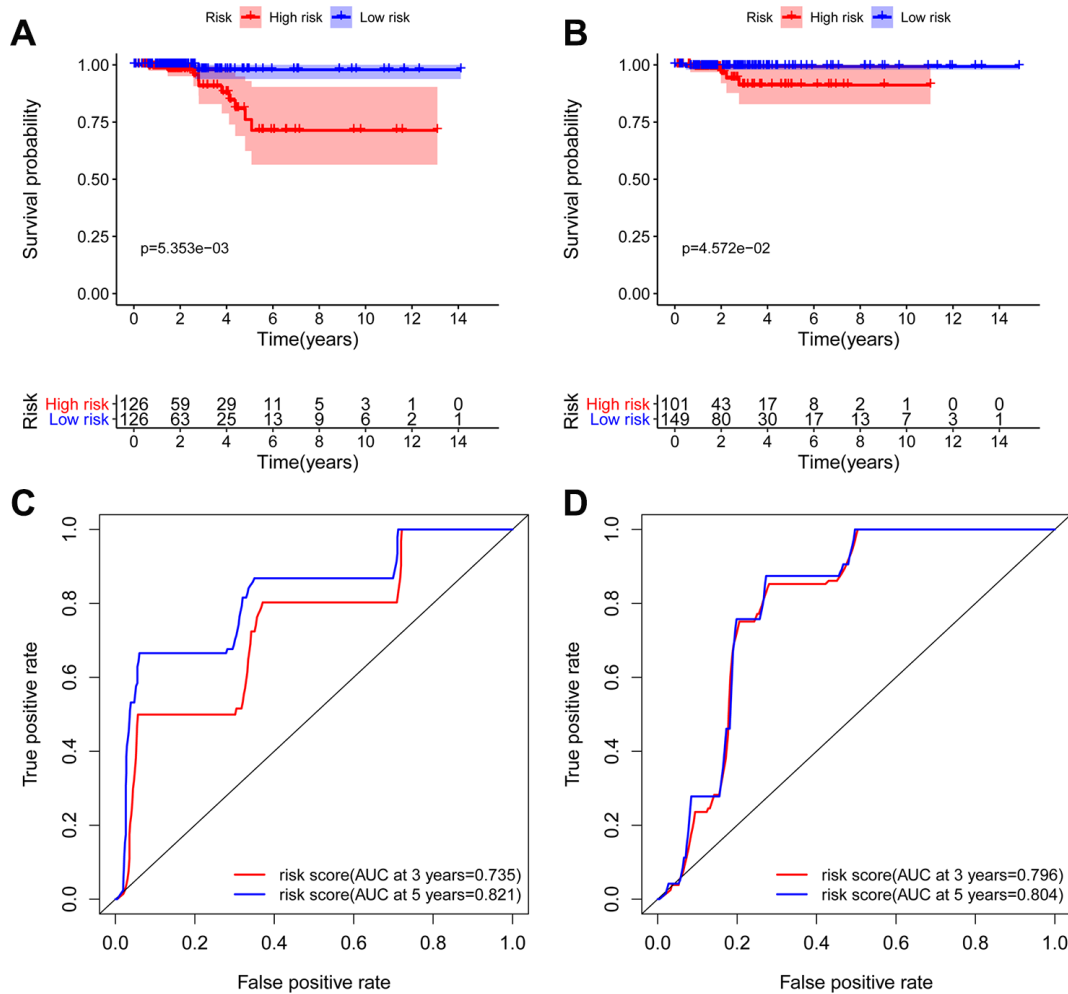 A
Risk High risk Low risk
Survival probability
1.00
0.75
0.50
0.25
0.00
p=5.353e−03
0 2 4 6 8 10 12 14
Time(years)
Risk
High risk 126 59 29 11 5 3 1 0
Low risk 126 63 25 13 9 6 2 1
0 2 4 6 8 10 12 14
Time(years)
B
Risk High risk Low risk
Survival probability
1.00
0.75
0.50
0.25
0.00
p=4.572e−02
0 2 4 6 8 10 12 14
Time(years)
Risk
High risk 101 43 17 8 2 1 0 0
Low risk 149 80 30 17 13 7 3 1
0 2 4 6 8 10 12 14
Time(years)
C
True positive rate
1.0
0.8
0.6
0.4
0.2
0.0
risk score(AUC at 3 years=0.735)
risk score(AUC at 5 years=0.821)
0.0 0.2 0.4 0.6 0.8 1.0
False positive rate
D
True positive rate
1.0
0.8
0.6
0.4
0.2
0.0
risk score(AUC at 3 years=0.796)
risk score(AUC at 5 years=0.804)
0.0 0.2 0.4 0.6 0.8 1.0
False positive rate